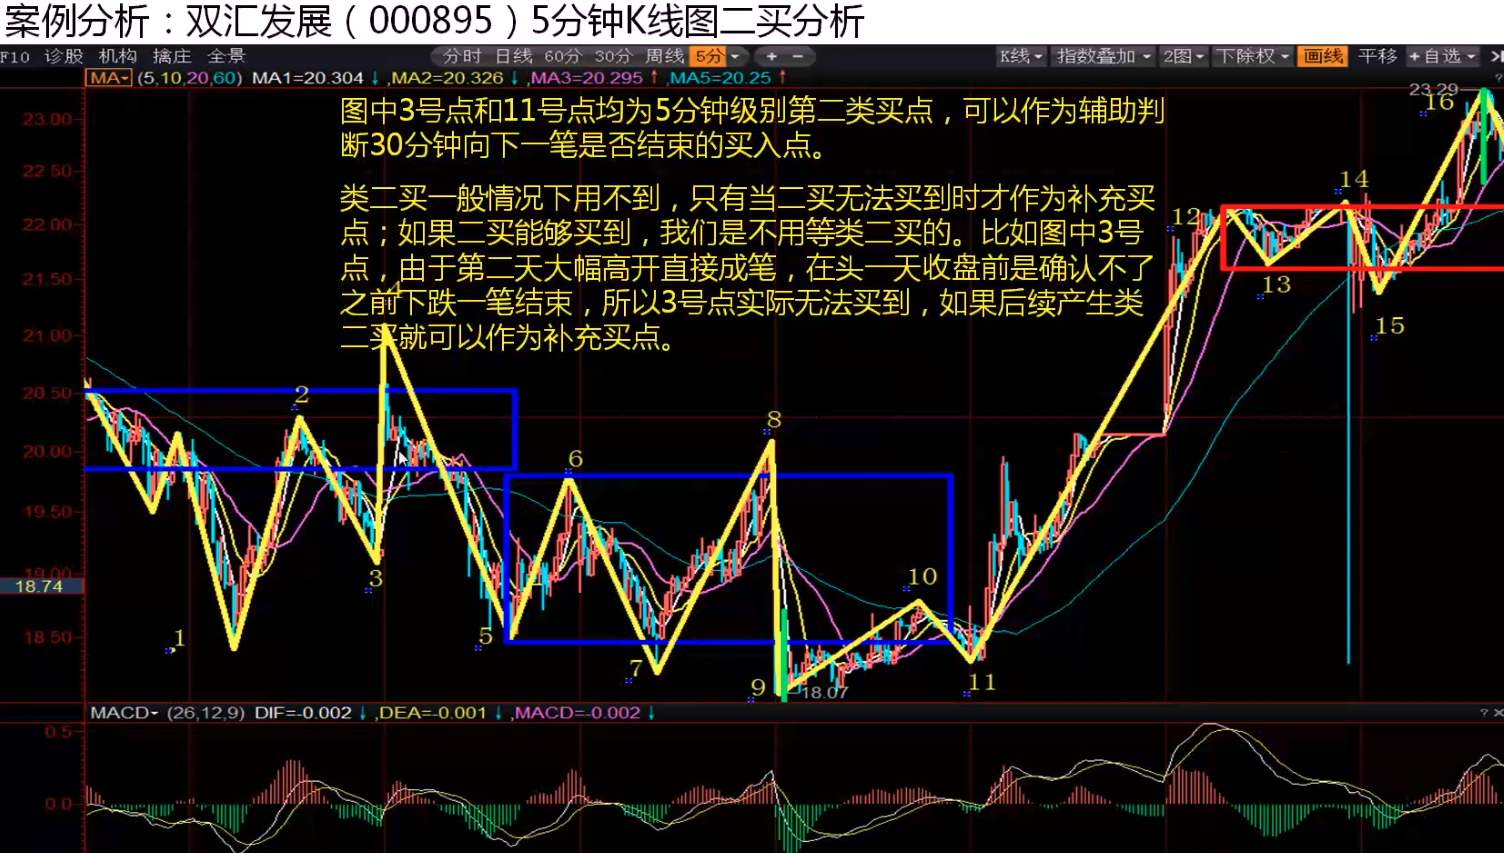 案例分析：双汇发展（000895）5分钟K线图二买分析
F10 诊股 机构 擒庄 全景 分时 日线 60分 30分 周线 5分 + - K线 指数叠加 2图 下除权 画线 平移 +自选
MA (5,10,20,60) MA1=20.304 ↓ ,MA2=20.326 ↓ ,MA3=20.295 ↑ ,MA5=20.25 ↑
图中3号点和11号点均为5分钟级别第二类买点，可以作为辅助判
断30分钟向下一笔是否结束的买入点。
类二买一般情况下用不到，只有当二买无法买到时才作为补充买
点；如果二买能够买到，我们是不用等类二买的。比如图中3号
点，由于第二天大幅高开直接成笔，在头一天收盘前是确认不了
之前下跌一笔结束，所以3号点实际无法买到，如果后续产生类
二买就可以作为补充买点。
23.29
16
23.00
22.50
14
12
22.00
21.50
13
15
21.00
4
20.50
2
8
20.00
6
19.50
19.00
3
10
18.74
18.50
1
5
7
9
11
18.07
MACD (26,12,9) DIF=-0.002 ↓ ,DEA=-0.001 ↓ ,MACD=-0.002 ↓ ? ×
0.5
0.0